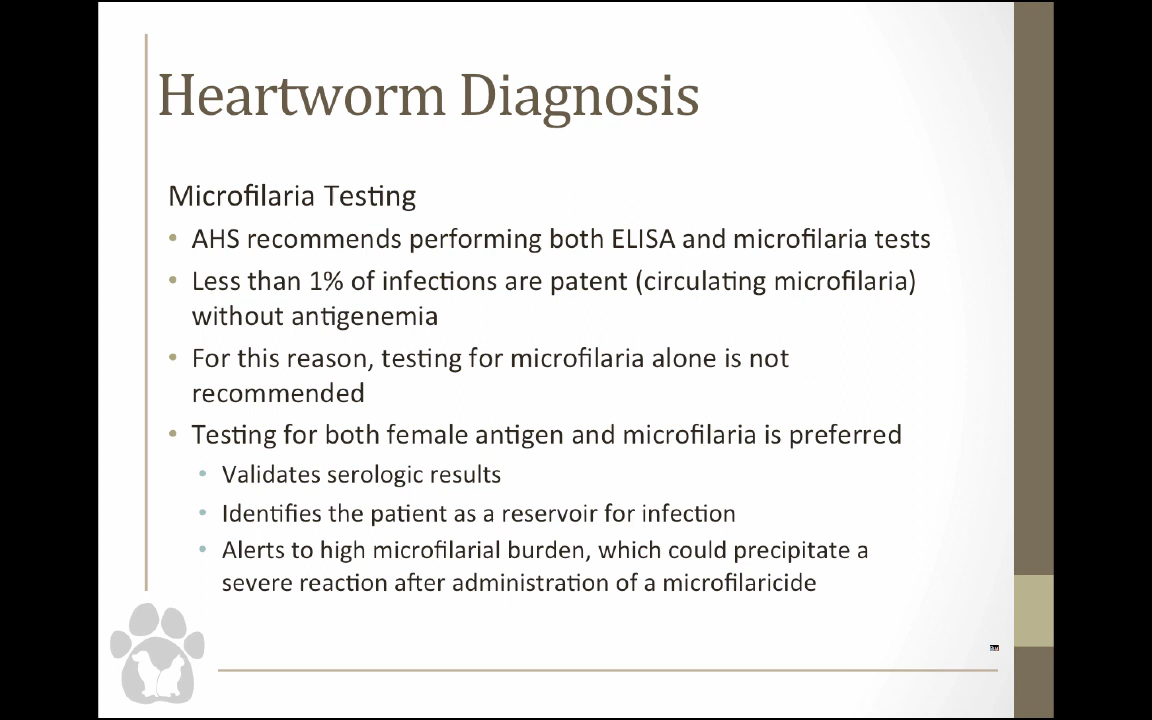 Heartworm Diagnosis
Microfilaria Testing
• AHS recommends performing both ELISA and microfilaria tests
• Less than 1% of infections are patent (circulating microfilaria)
without antigenemia
• For this reason, testing for microfilaria alone is not
recommended
• Testing for both female antigen and microfilaria is preferred
• Validates serologic results
• Identifies the patient as a reservoir for infection
• Alerts to high microfilarial burden, which could precipitate a
severe reaction after administration of a microfilaricide